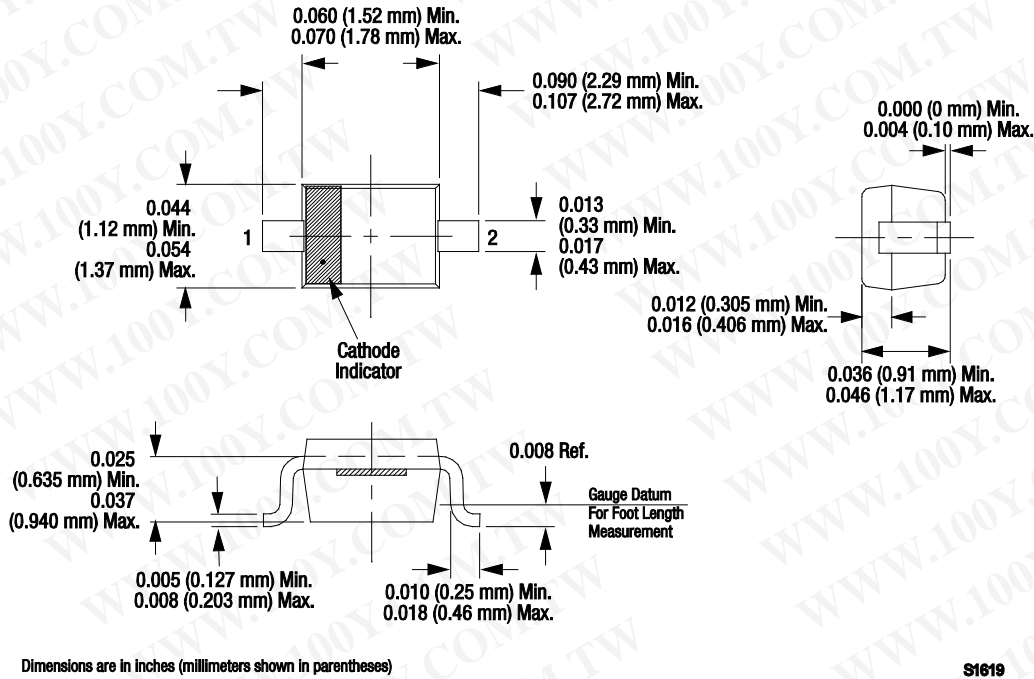 0.060 (1.52 mm) Min.
0.070 (1.78 mm) Max.
0.090 (2.29 mm) Min.
0.107 (2.72 mm) Max.
0.000 (0 mm) Min.
0.004 (0.10 mm) Max.
0.044
(1.12 mm) Min.
0.054
(1.37 mm) Max.
1
2
0.013
(0.33 mm) Min.
0.017
(0.43 mm) Max.
0.012 (0.305 mm) Min.
0.016 (0.406 mm) Max.
Cathode
Indicator
0.036 (0.91 mm) Min.
0.046 (1.17 mm) Max.
0.025
(0.635 mm) Min.
0.037
(0.940 mm) Max.
0.008 Ref.
Gauge Datum
For Foot Length
Measurement
0.005 (0.127 mm) Min.
0.008 (0.203 mm) Max.
0.010 (0.25 mm) Min.
0.018 (0.46 mm) Max.
Dimensions are in inches (millimeters shown in parentheses)
S1619
WWW.100Y.COM.TW